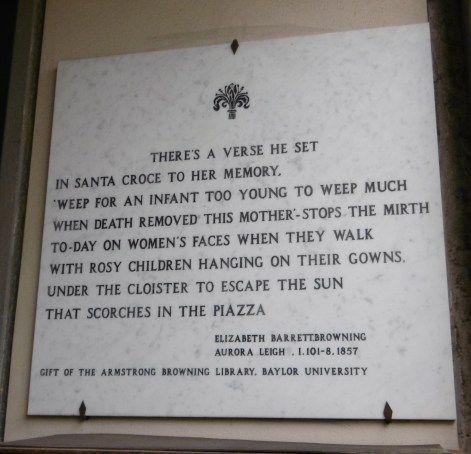 THERE'S A VERSE HE SET
IN SANTA CROCE TO HER MEMORY.
'WEEP FOR AN INFANT TOO YOUNG TO WEEP MUCH
WHEN DEATH REMOVED THIS MOTHER'-STOPS THE MIRTH
TO-DAY ON WOMEN'S FACES WHEN THEY WALK
WITH ROSY CHILDREN HANGING ON THEIR GOWNS,
UNDER THE CLOISTER TO ESCAPE THE SUN
THAT SCORCHES IN THE PIAZZA
ELIZABETH BARRETT.BROWNING
AURORA LEIGH . I.101-8. 1857
GIFT OF THE ARMSTRONG BROWNING LIBRARY. BAYLOR UNIVERSITY